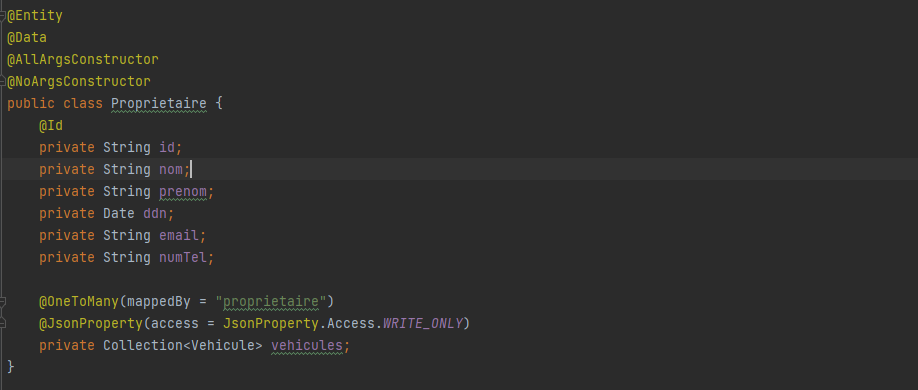 @Entity
@Data
@AllArgsConstructor
@NoArgsConstructor
public class Proprietaire {
@Id
private String id;
private String nom;
private String prenom;
private Date ddn;
private String email;
private String numTel;
@OneToMany(mappedBy = "proprietaire")
@JsonProperty(access = JsonProperty.Access.WRITE_ONLY)
private Collection<Vehicule> vehicules;
}